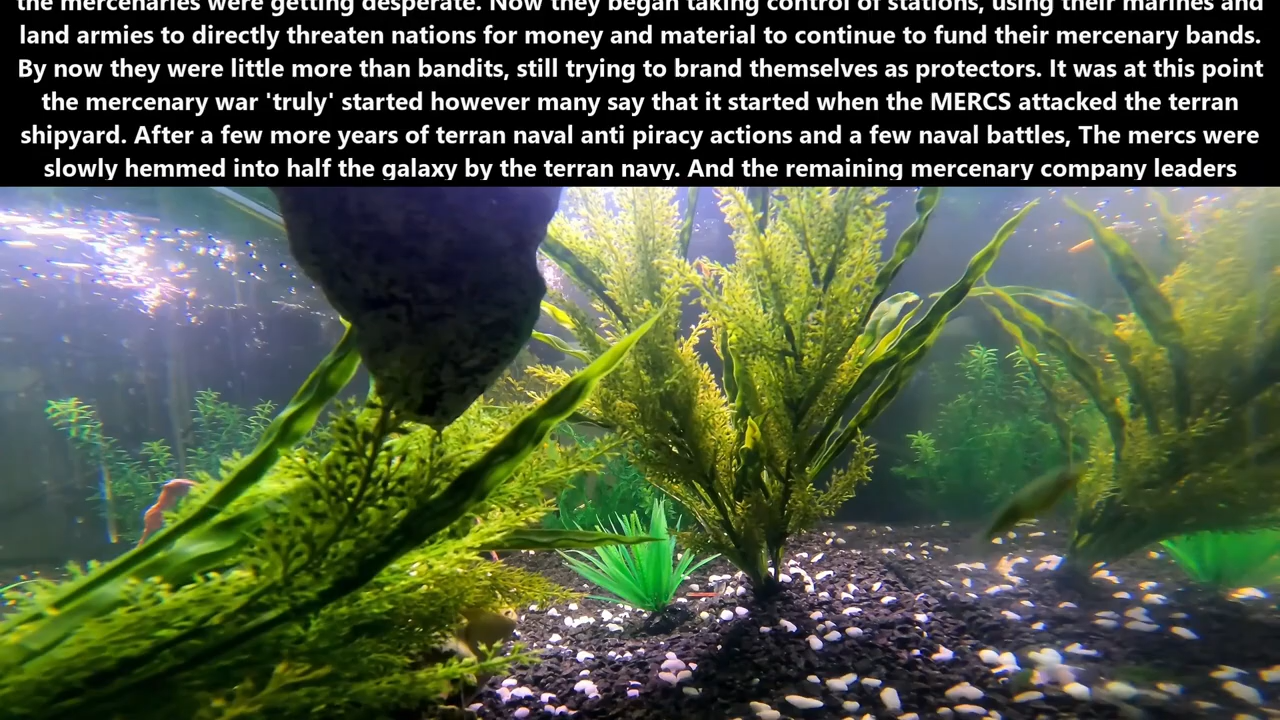 the mercenaries were getting desperate. Now they began taking control of stations, using their marines and
land armies to directly threaten nations for money and material to continue to fund their mercenary bands.
By now they were little more than bandits, still trying to brand themselves as protectors. It was at this point
the mercenary war 'truly' started however many say that it started when the MERCS attacked the terran
shipyard. After a few more years of terran naval anti piracy actions and a few naval battles, The mercs were
slowly hemmed into half the galaxy by the terran navy. And the remaining mercenary company leaders